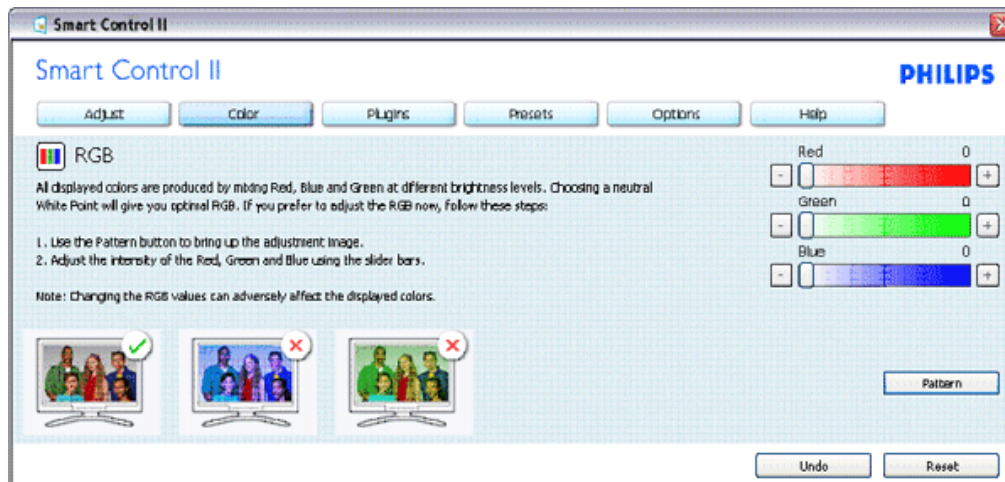 Smart Control II
Smart Control II
PHILIPS
Adjust Color Plugins Presets Options Help
RGB
All displayed colors are produced by mixing Red, Blue and Green at different brightness levels. Choosing a neutral
White Point will give you optimal RGB. If you prefer to adjust the RGB now, follow these steps:
1. Use the Pattern button to bring up the adjustment image.
2. Adjust the intensity of the Red, Green and Blue using the slider bars.
Note: Changing the RGB values can adversely affect the displayed colors.
Red 0
- +
Green 0
- +
Blue 0
- +
Pattern
Undo Reset